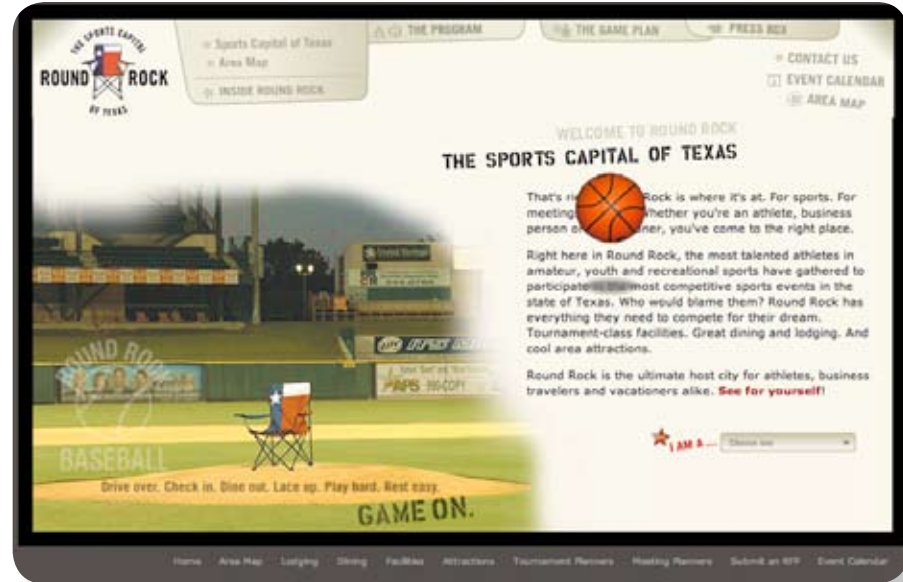 THE SPORTS CAPITAL
ROUND ROCK
OF TEXAS
Sports Capital of Texas
Area Map
INSIDE ROUND ROCK
THE PROGRAM
THE GAME PLAN
PRESS BOX
CONTACT US
EVENT CALENDAR
AREA MAP
WELCOME TO ROUND ROCK
THE SPORTS CAPITAL OF TEXAS
That's Rock is where it's at. For sports. For
meeting whether you're an athlete, business
person you've come to the right place.
Right here in Round Rock, the most talented athletes in
amateur, youth and recreational sports have gathered to
participate most competitive sports events in the
state of Texas. Who would blame them? Round Rock has
everything they need to compete for their dream.
Tournament-class facilities. Great dining and lodging. And
cool area attractions.
Round Rock is the ultimate host city for athletes, business
travelers and vacationers alike. See for yourself!
I AM A ...
Choose one
ROUND ROCK
BASEBALL
APS
Drive over. Check in. Dine out. Lace up. Play hard. Rest easy.
GAME ON.
Home Area Map Lodging Dining Facilities Attractions Tournament Planners Meeting Planners Submit an RFP Event Calendar